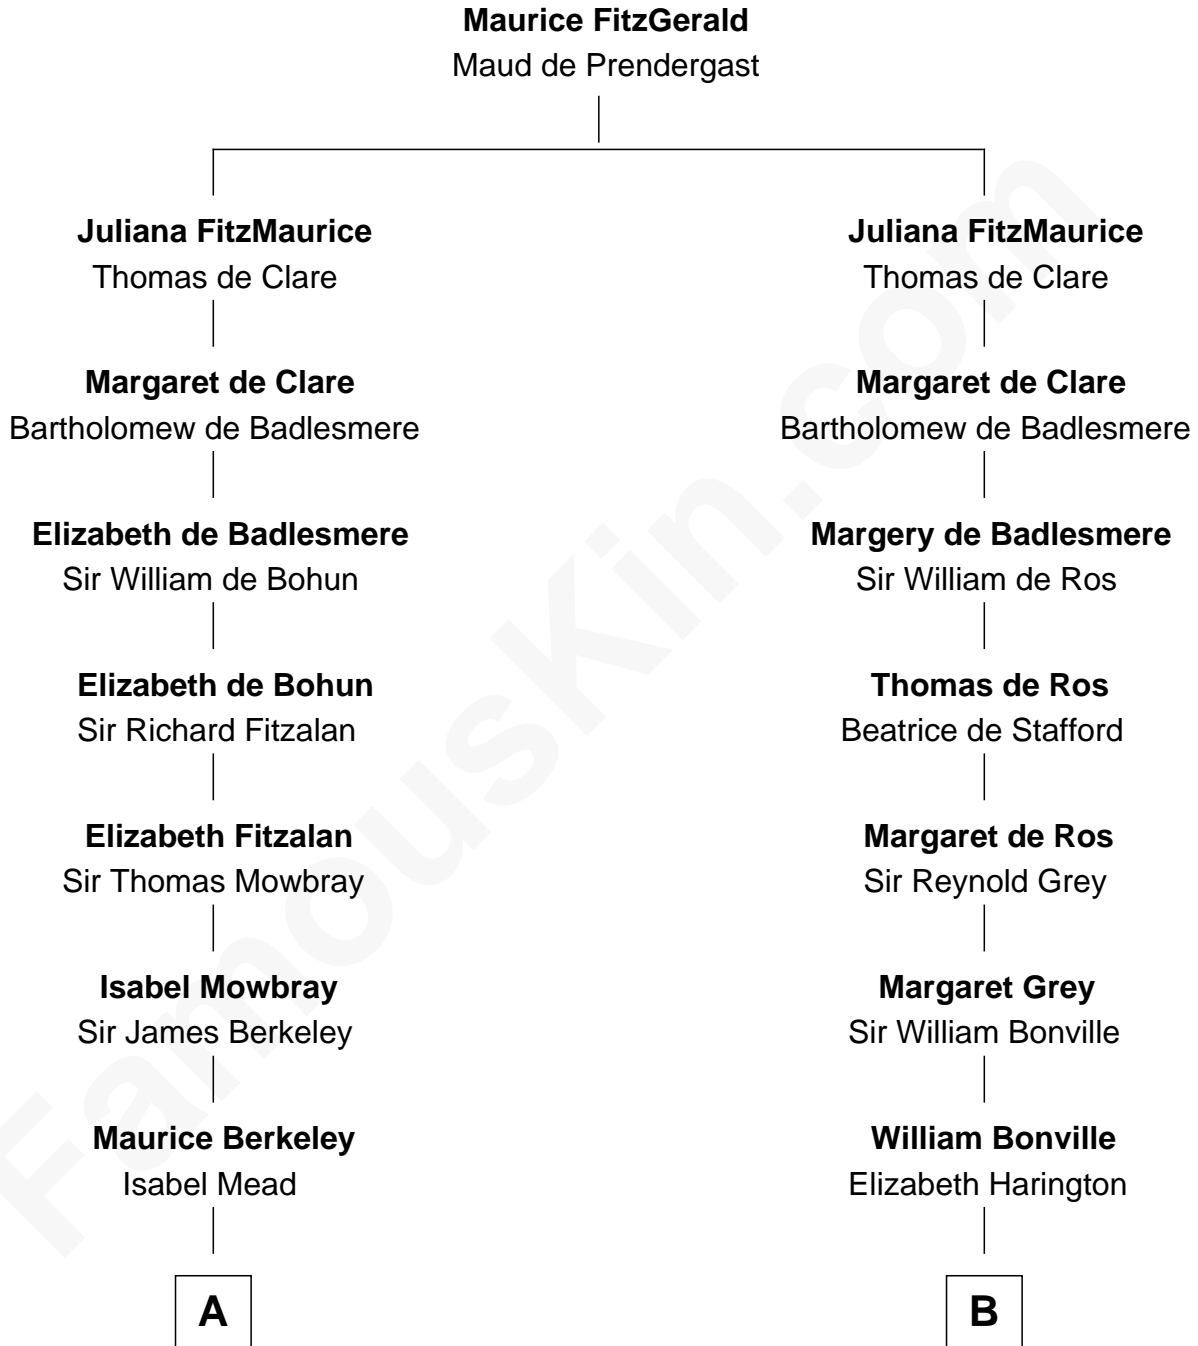 Maurice FitzGerald
Maud de Prendergast
Juliana FitzMaurice
Thomas de Clare
Margaret de Clare
Bartholomew de Badlesmere
Elizabeth de Badlesmere
Sir William de Bohun
Elizabeth de Bohun
Sir Richard Fitzalan
Elizabeth Fitzalan
Sir Thomas Mowbray
Isabel Mowbray
Sir James Berkeley
Maurice Berkeley
Isabel Mead
A
Juliana FitzMaurice
Thomas de Clare
Margaret de Clare
Bartholomew de Badlesmere
Margery de Badlesmere
Sir William de Ros
Thomas de Ros
Beatrice de Stafford
Margaret de Ros
Sir Reynold Grey
Margaret Grey
Sir William Bonville
William Bonville
Elizabeth Harington
B
FamousKin.com